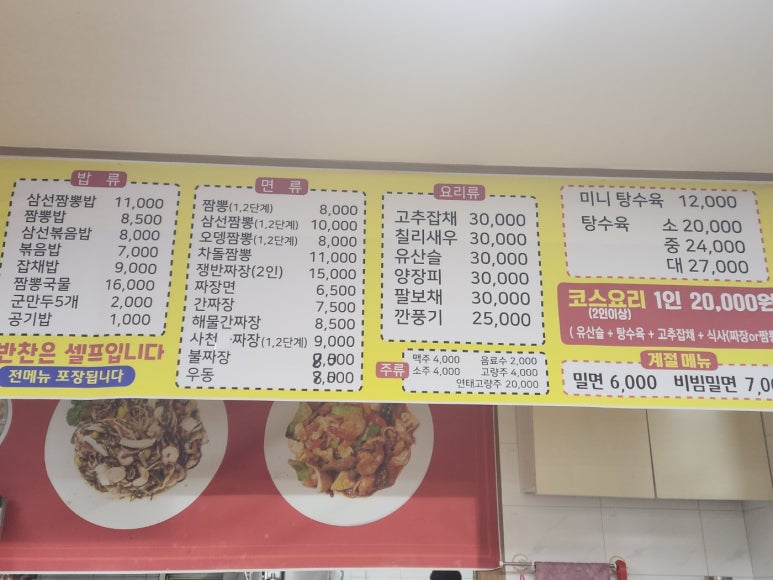 밥 류
삼선짬뽕밥 11,000
짬뽕밥 8,500
삼선볶음밥 8,000
볶음밥 7,000
잡채밥 9,000
짬뽕국물 16,000
군만두5개 2,000
공기밥 1,000
반찬은 셀프입니다
전메뉴 포장됩니다
면 류
짬뽕(1,2단계) 8,000
삼선짬뽕(1,2단계) 10,000
오뎅짬뽕(1,2단계) 8,000
차돌짬뽕 11,000
쟁반짜장(2인) 15,000
짜장면 6,500
간짜장 7,500
해물간짜장 8,500
사천 짜장(1,2단계) 9,000
불짜장
우동
요리류
고추잡채 30,000
칠리새우 30,000
유산슬 30,000
양장피 30,000
팔보채 30,000
깐풍기 25,000
주류
맥주 4,000 음료수 2,000
소주 4,000 고량주 4,000
연태고량주 20,000
미니 탕수육 12,000
탕수육 소 20,000
중 24,000
대 27,000
코스요리 1인 20,000원
(2인이상)
( 유산슬 + 탕수육 + 고추잡채 + 식사(짜장or짬
계절 메뉴
밀면 6,000 비빔밀면 7,0